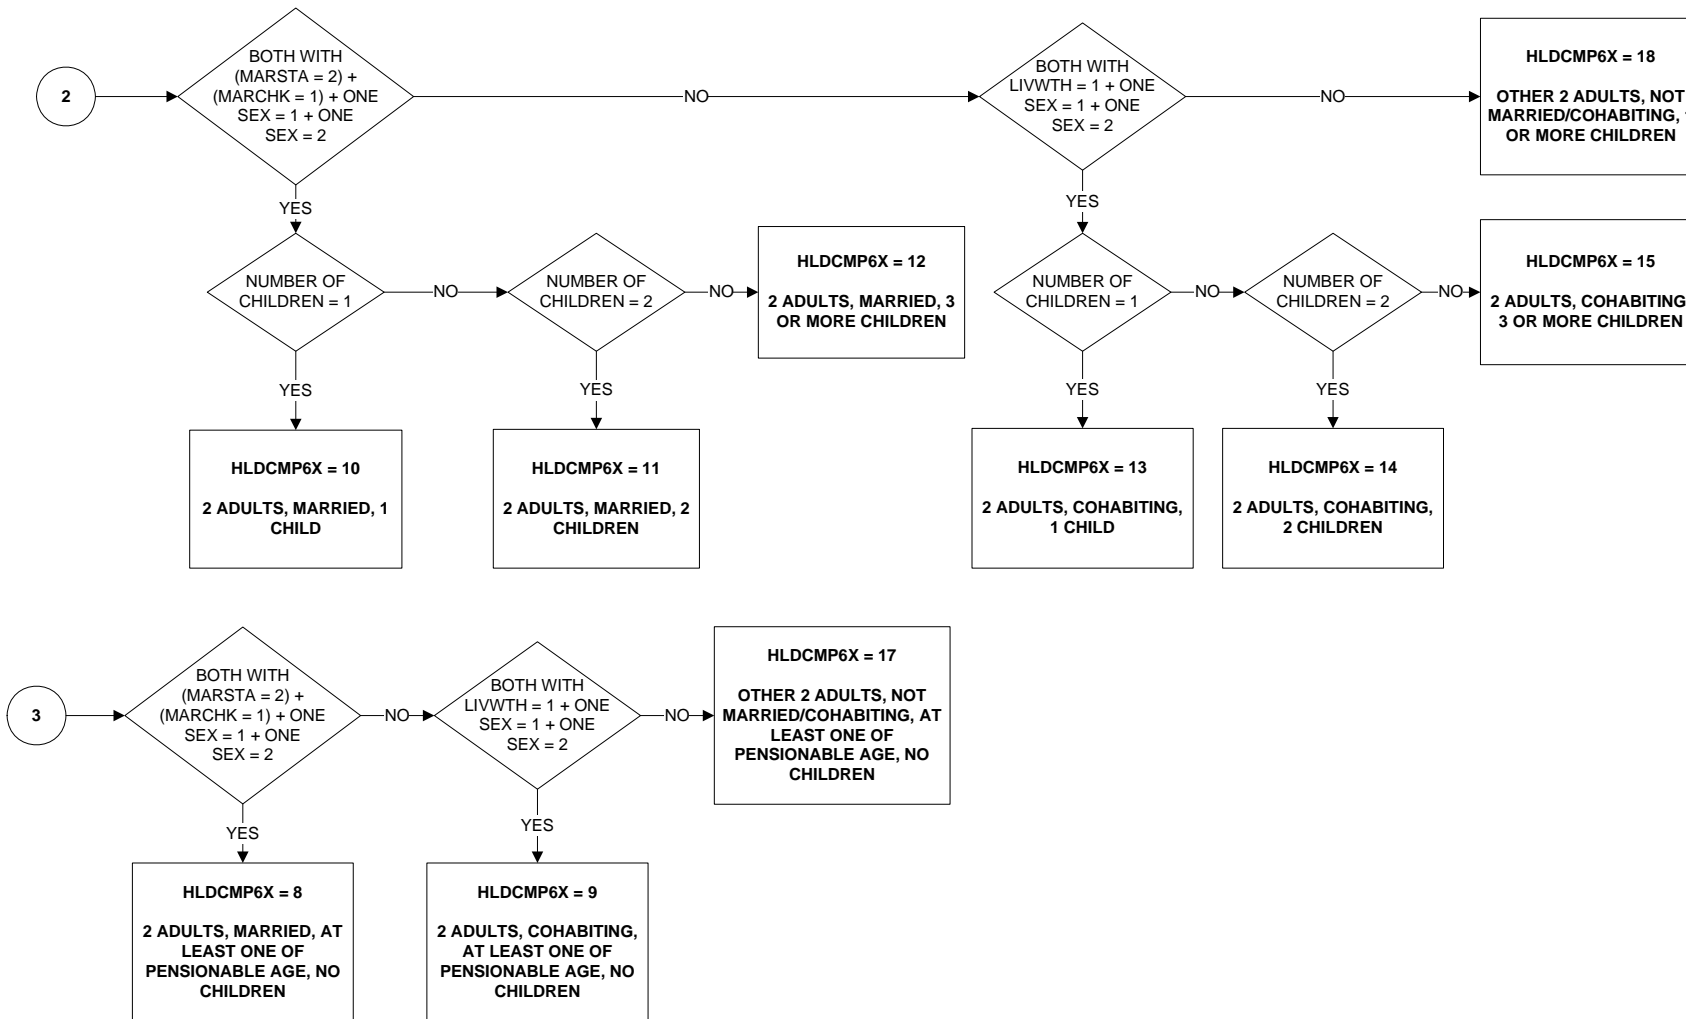 2
BOTH WITH
(MARSTA = 2) +
(MARCHK = 1) + ONE
SEX = 1 + ONE
SEX = 2
NO
BOTH WITH
LIVWTH = 1 + ONE
SEX = 1 + ONE
SEX = 2
NO
HLDCMP6X = 18
OTHER 2 ADULTS, NOT
MARRIED/COHABITING,
OR MORE CHILDREN
YES
YES
NUMBER OF
CHILDREN = 1
NO
NUMBER OF
CHILDREN = 2
NO
HLDCMP6X = 12
2 ADULTS, MARRIED, 3
OR MORE CHILDREN
NUMBER OF
CHILDREN = 1
NO
NUMBER OF
CHILDREN = 2
NO
HLDCMP6X = 15
2 ADULTS, COHABITING
3 OR MORE CHILDREN
YES
YES
YES
YES
HLDCMP6X = 10
2 ADULTS, MARRIED, 1
CHILD
HLDCMP6X = 11
2 ADULTS, MARRIED, 2
CHILDREN
HLDCMP6X = 13
2 ADULTS, COHABITING,
1 CHILD
HLDCMP6X = 14
2 ADULTS, COHABITING,
2 CHILDREN
3
BOTH WITH
(MARSTA = 2) +
(MARCHK = 1) + ONE
SEX = 1 + ONE
SEX = 2
NO
BOTH WITH
LIVWTH = 1 + ONE
SEX = 1 + ONE
SEX = 2
NO
HLDCMP6X = 17
OTHER 2 ADULTS, NOT
MARRIED/COHABITING, AT
LEAST ONE OF
PENSIONABLE AGE, NO
CHILDREN
YES
YES
HLDCMP6X = 8
2 ADULTS, MARRIED, AT
LEAST ONE OF
PENSIONABLE AGE, NO
CHILDREN
HLDCMP6X = 9
2 ADULTS, COHABITING,
AT LEAST ONE OF
PENSIONABLE AGE, NO
CHILDREN